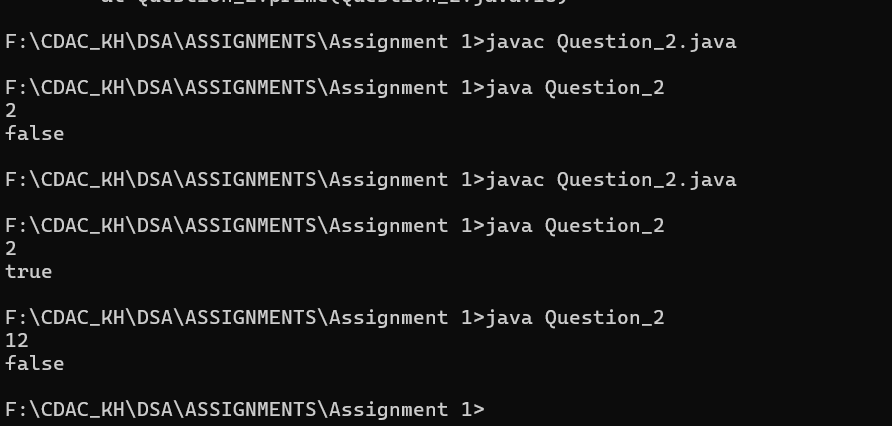 at Question_2.prime(Question_2.java:18)
F:\CDAC_KH\DSA\ASSIGNMENTS\Assignment 1>javac Question_2.java
F:\CDAC_KH\DSA\ASSIGNMENTS\Assignment 1>java Question_2
2
false
F:\CDAC_KH\DSA\ASSIGNMENTS\Assignment 1>javac Question_2.java
F:\CDAC_KH\DSA\ASSIGNMENTS\Assignment 1>java Question_2
2
true
F:\CDAC_KH\DSA\ASSIGNMENTS\Assignment 1>java Question_2
12
false
F:\CDAC_KH\DSA\ASSIGNMENTS\Assignment 1>